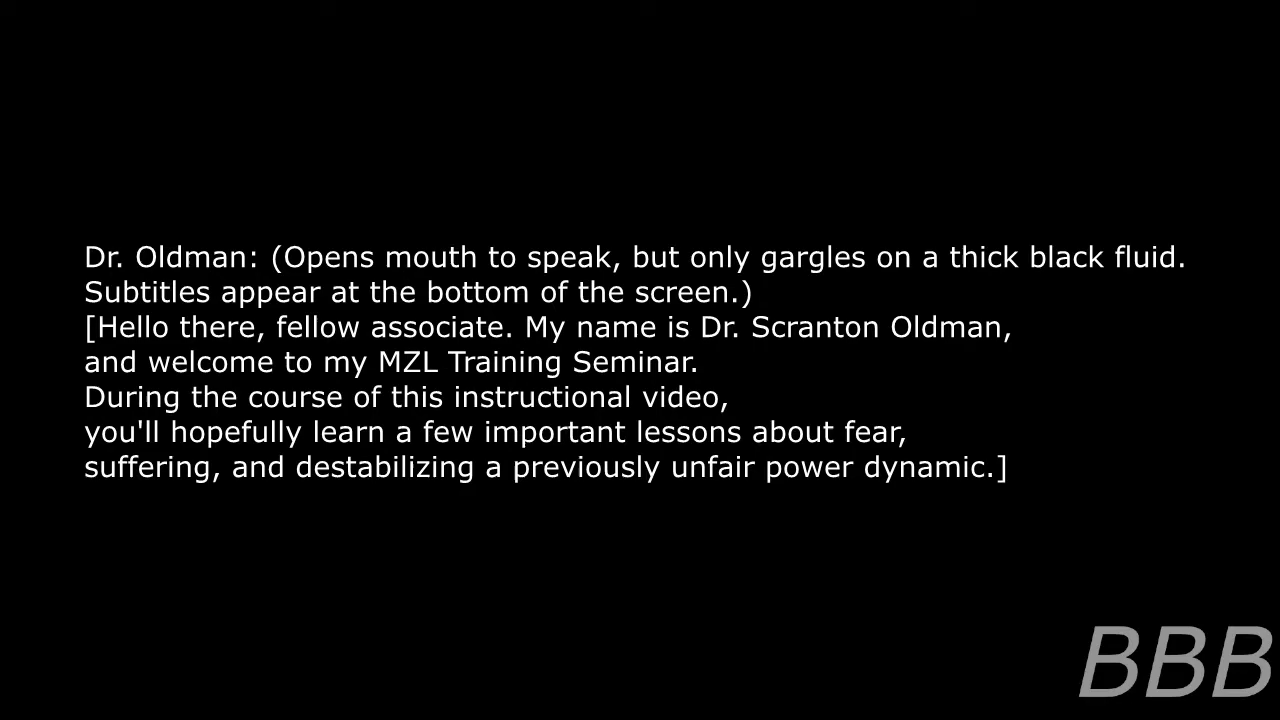 Dr. Oldman: (Opens mouth to speak, but only gargles on a thick black fluid.
Subtitles appear at the bottom of the screen.)
[Hello there, fellow associate. My name is Dr. Scranton Oldman,
and welcome to my MZL Training Seminar.
During the course of this instructional video,
you'll hopefully learn a few important lessons about fear,
suffering, and destabilizing a previously unfair power dynamic.]
BBB